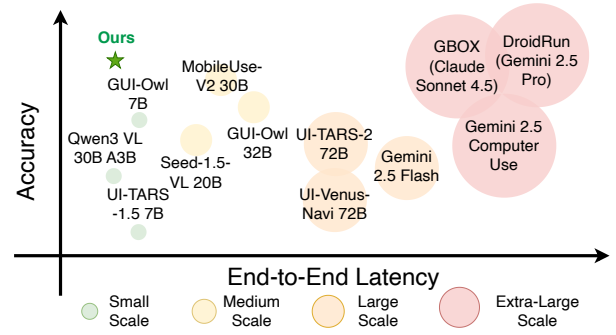 Ours
GUI-Owl
7B
Qwen3 VL
30B A3B
UI-TARS
-1.5 7B
MobileUse-
V2 30B
GUI-Owl
32B
Seed-1.5-
VL 20B
UI-TARS-2
72B
UI-Venus-
Navi 72B
Gemini
2.5 Flash
GBOX
(Claude
Sonnet 4.5)
DroidRun
(Gemini 2.5
Pro)
Gemini 2.5
Computer
Use
Accuracy
End-to-End Latency
Small
Scale
Medium
Scale
Large
Scale
Extra-Large
Scale